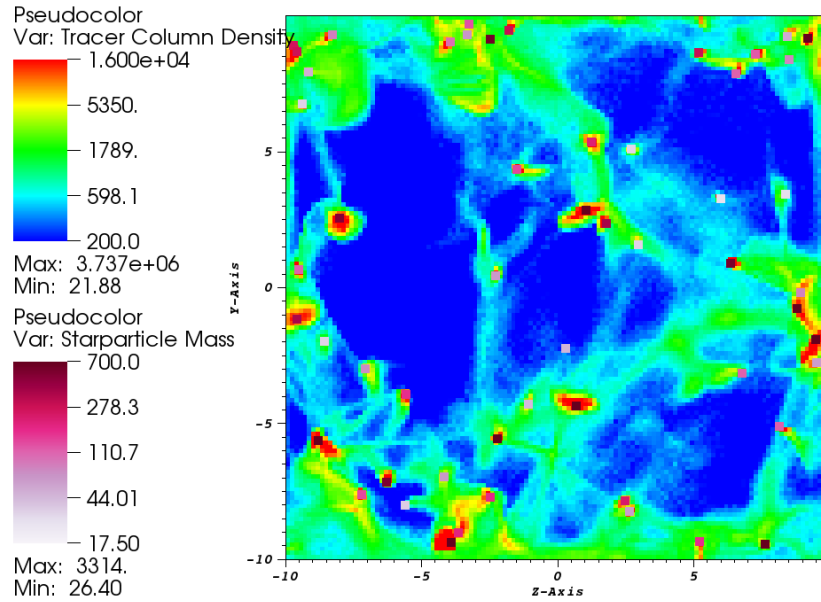 Pseudocolor
Var: Tracer Column Density
1.600e+04
5350.
1789.
598.1
200.0
Max: 3.737e+06
Min: 21.88
Pseudocolor
Var: Starparticle Mass
700.0
278.3
110.7
44.01
17.50
Max: 3314.
Min: 26.40
Y-Axis
5
0
-5
-10
-10
-5
0
5
Z-Axis